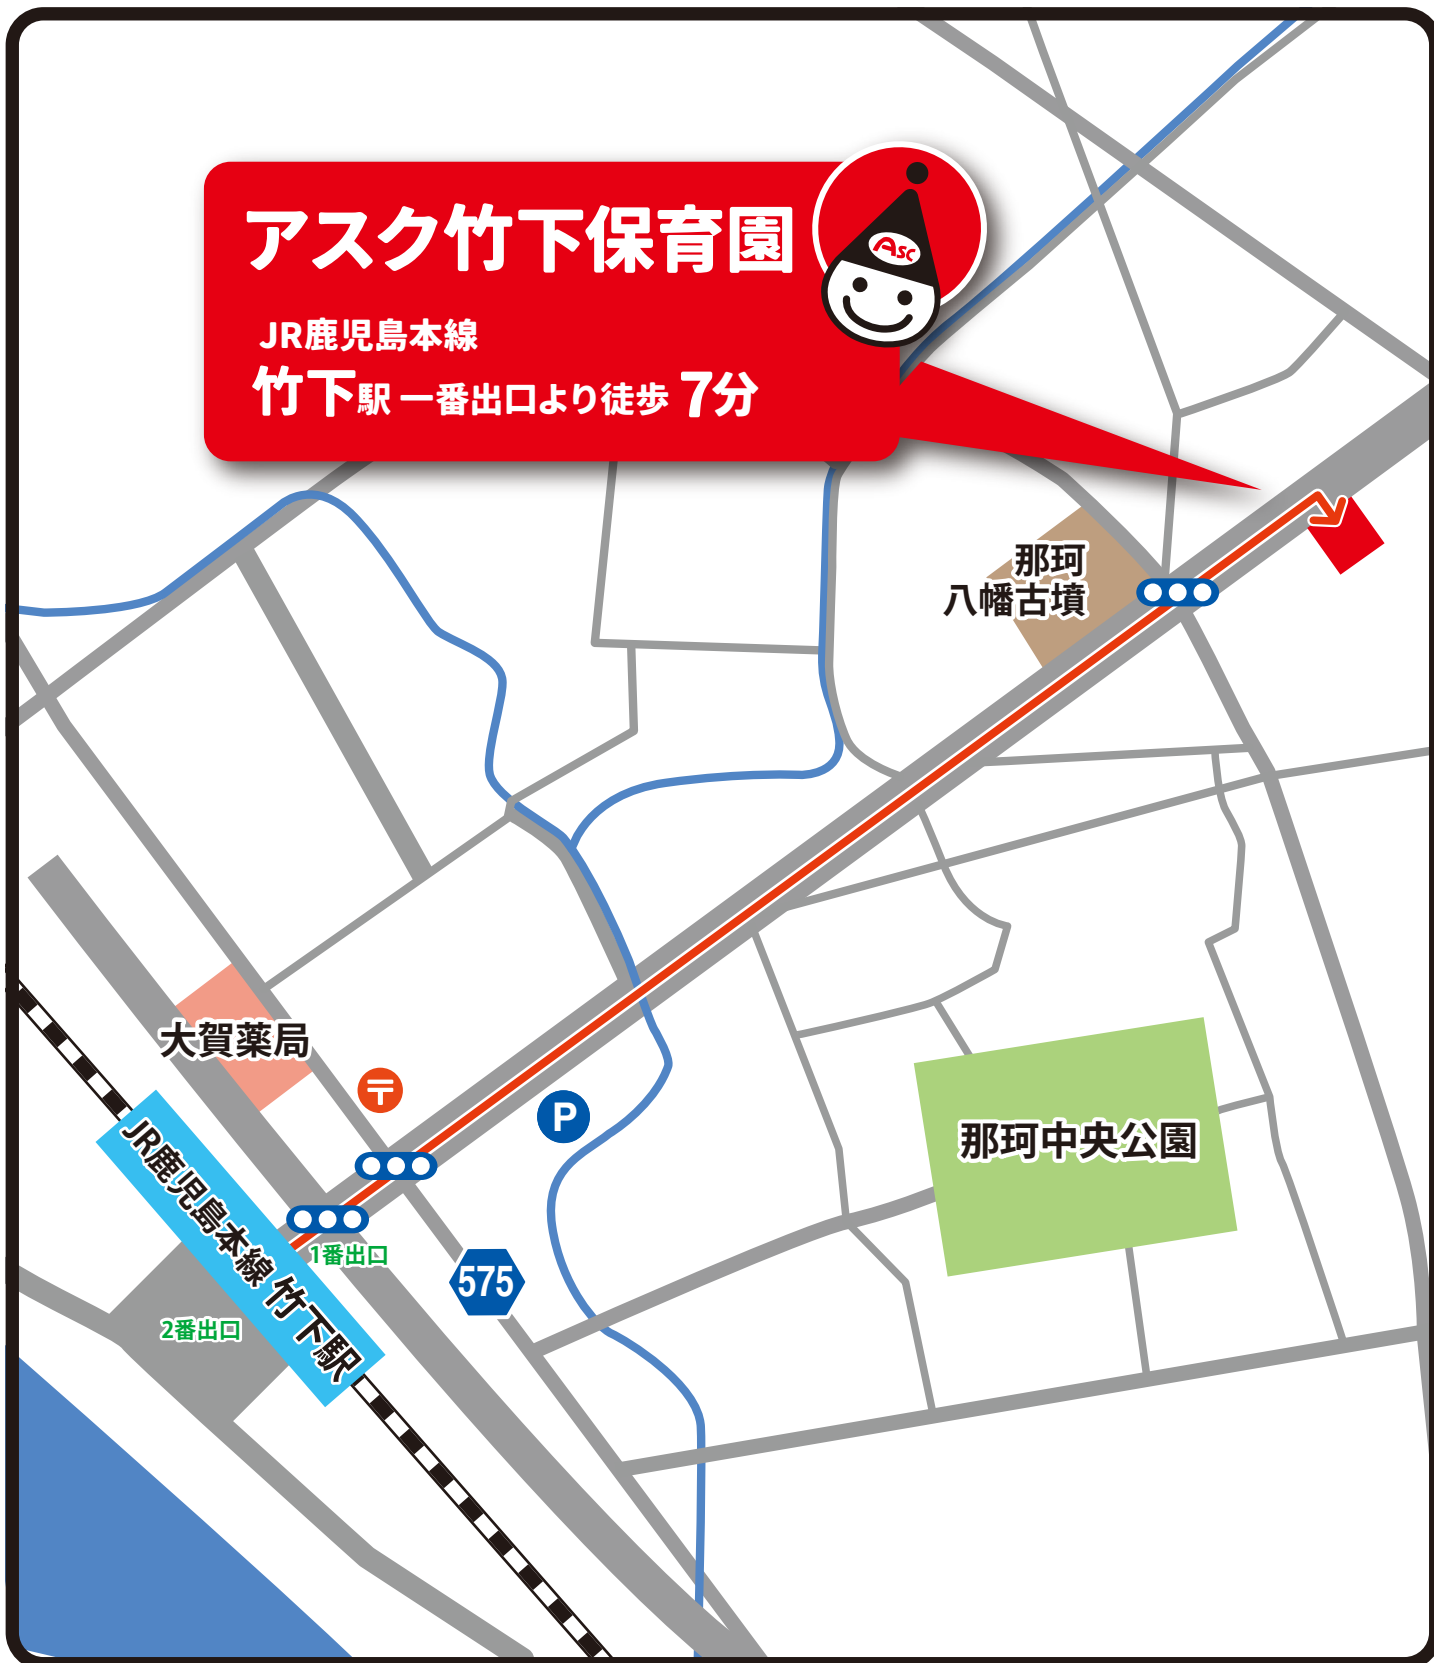 アスク竹下保育園
Asc
JR鹿児島本線
竹下駅 一番出口より徒歩 7分
那珂
八幡古墳
大賀薬局
〒
P
那珂中央公園
JR鹿児島本線 竹下駅
1番出口
575
2番出口